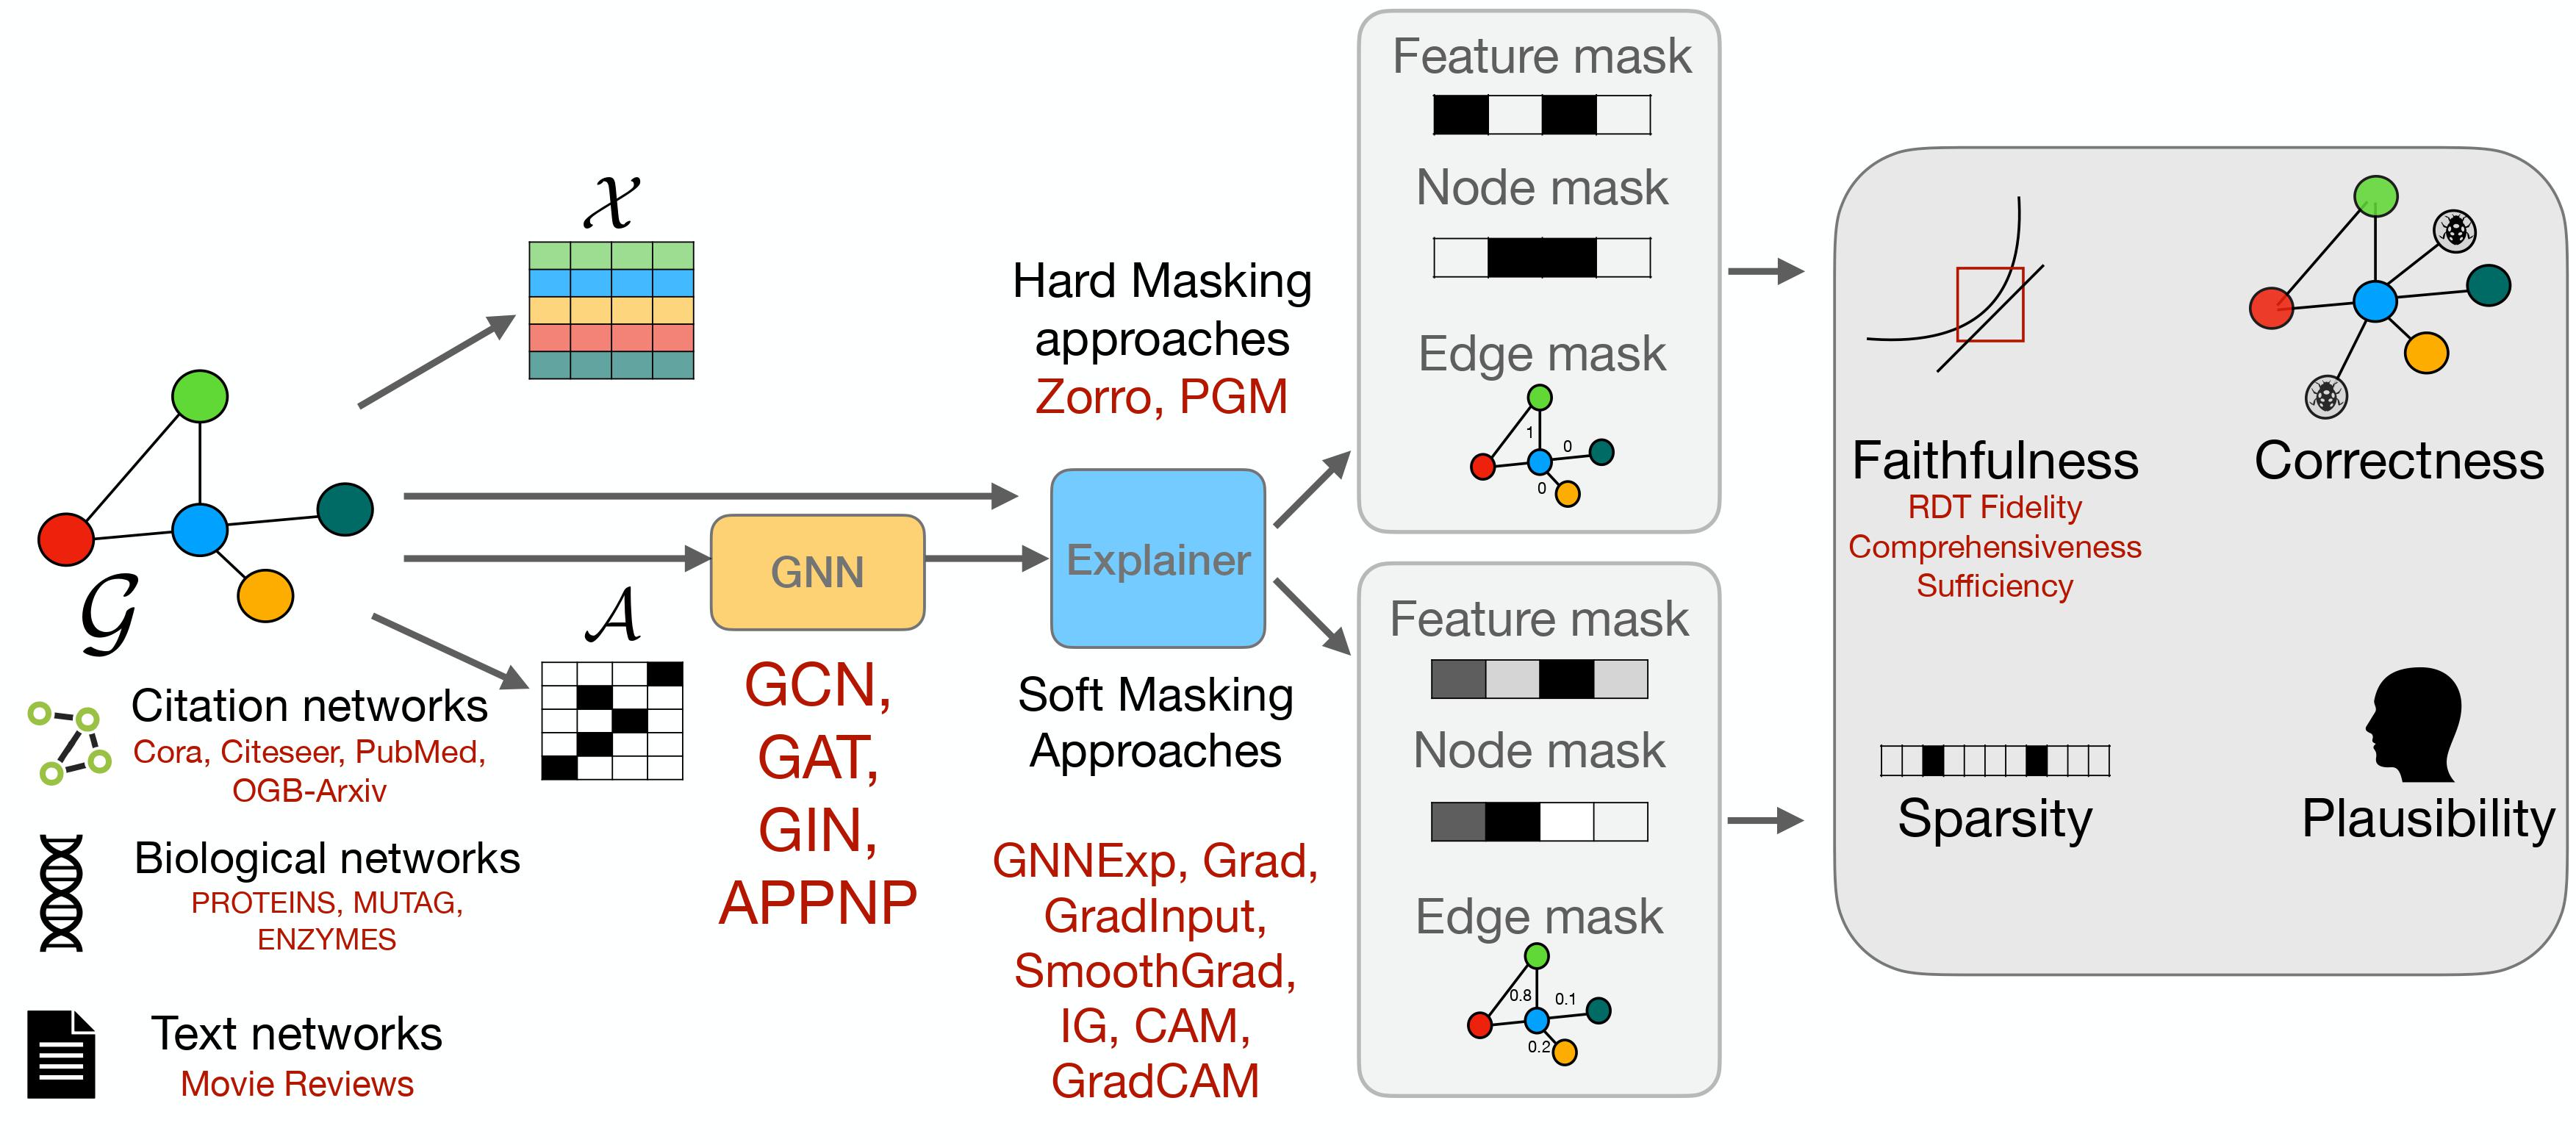 𝒢
Citation networks
Cora, Citeseer, PubMed,
OGB-Arxiv
Biological networks
PROTEINS, MUTAG,
ENZYMES
Text networks
Movie Reviews
𝒳
𝒜
GNN
GCN,
GAT,
GIN,
APPNP
Hard Masking
approaches
Zorro, PGM
Explainer
Soft Masking
Approaches
GNNExp, Grad,
GradInput,
SmoothGrad,
IG, CAM,
GradCAM
Feature mask
Node mask
Edge mask
1
0
0
Feature mask
Node mask
Edge mask
0.8
0.1
0.2
Faithfulness
RDT Fidelity
Comprehensiveness
Sufficiency
Correctness
Sparsity
Plausibility